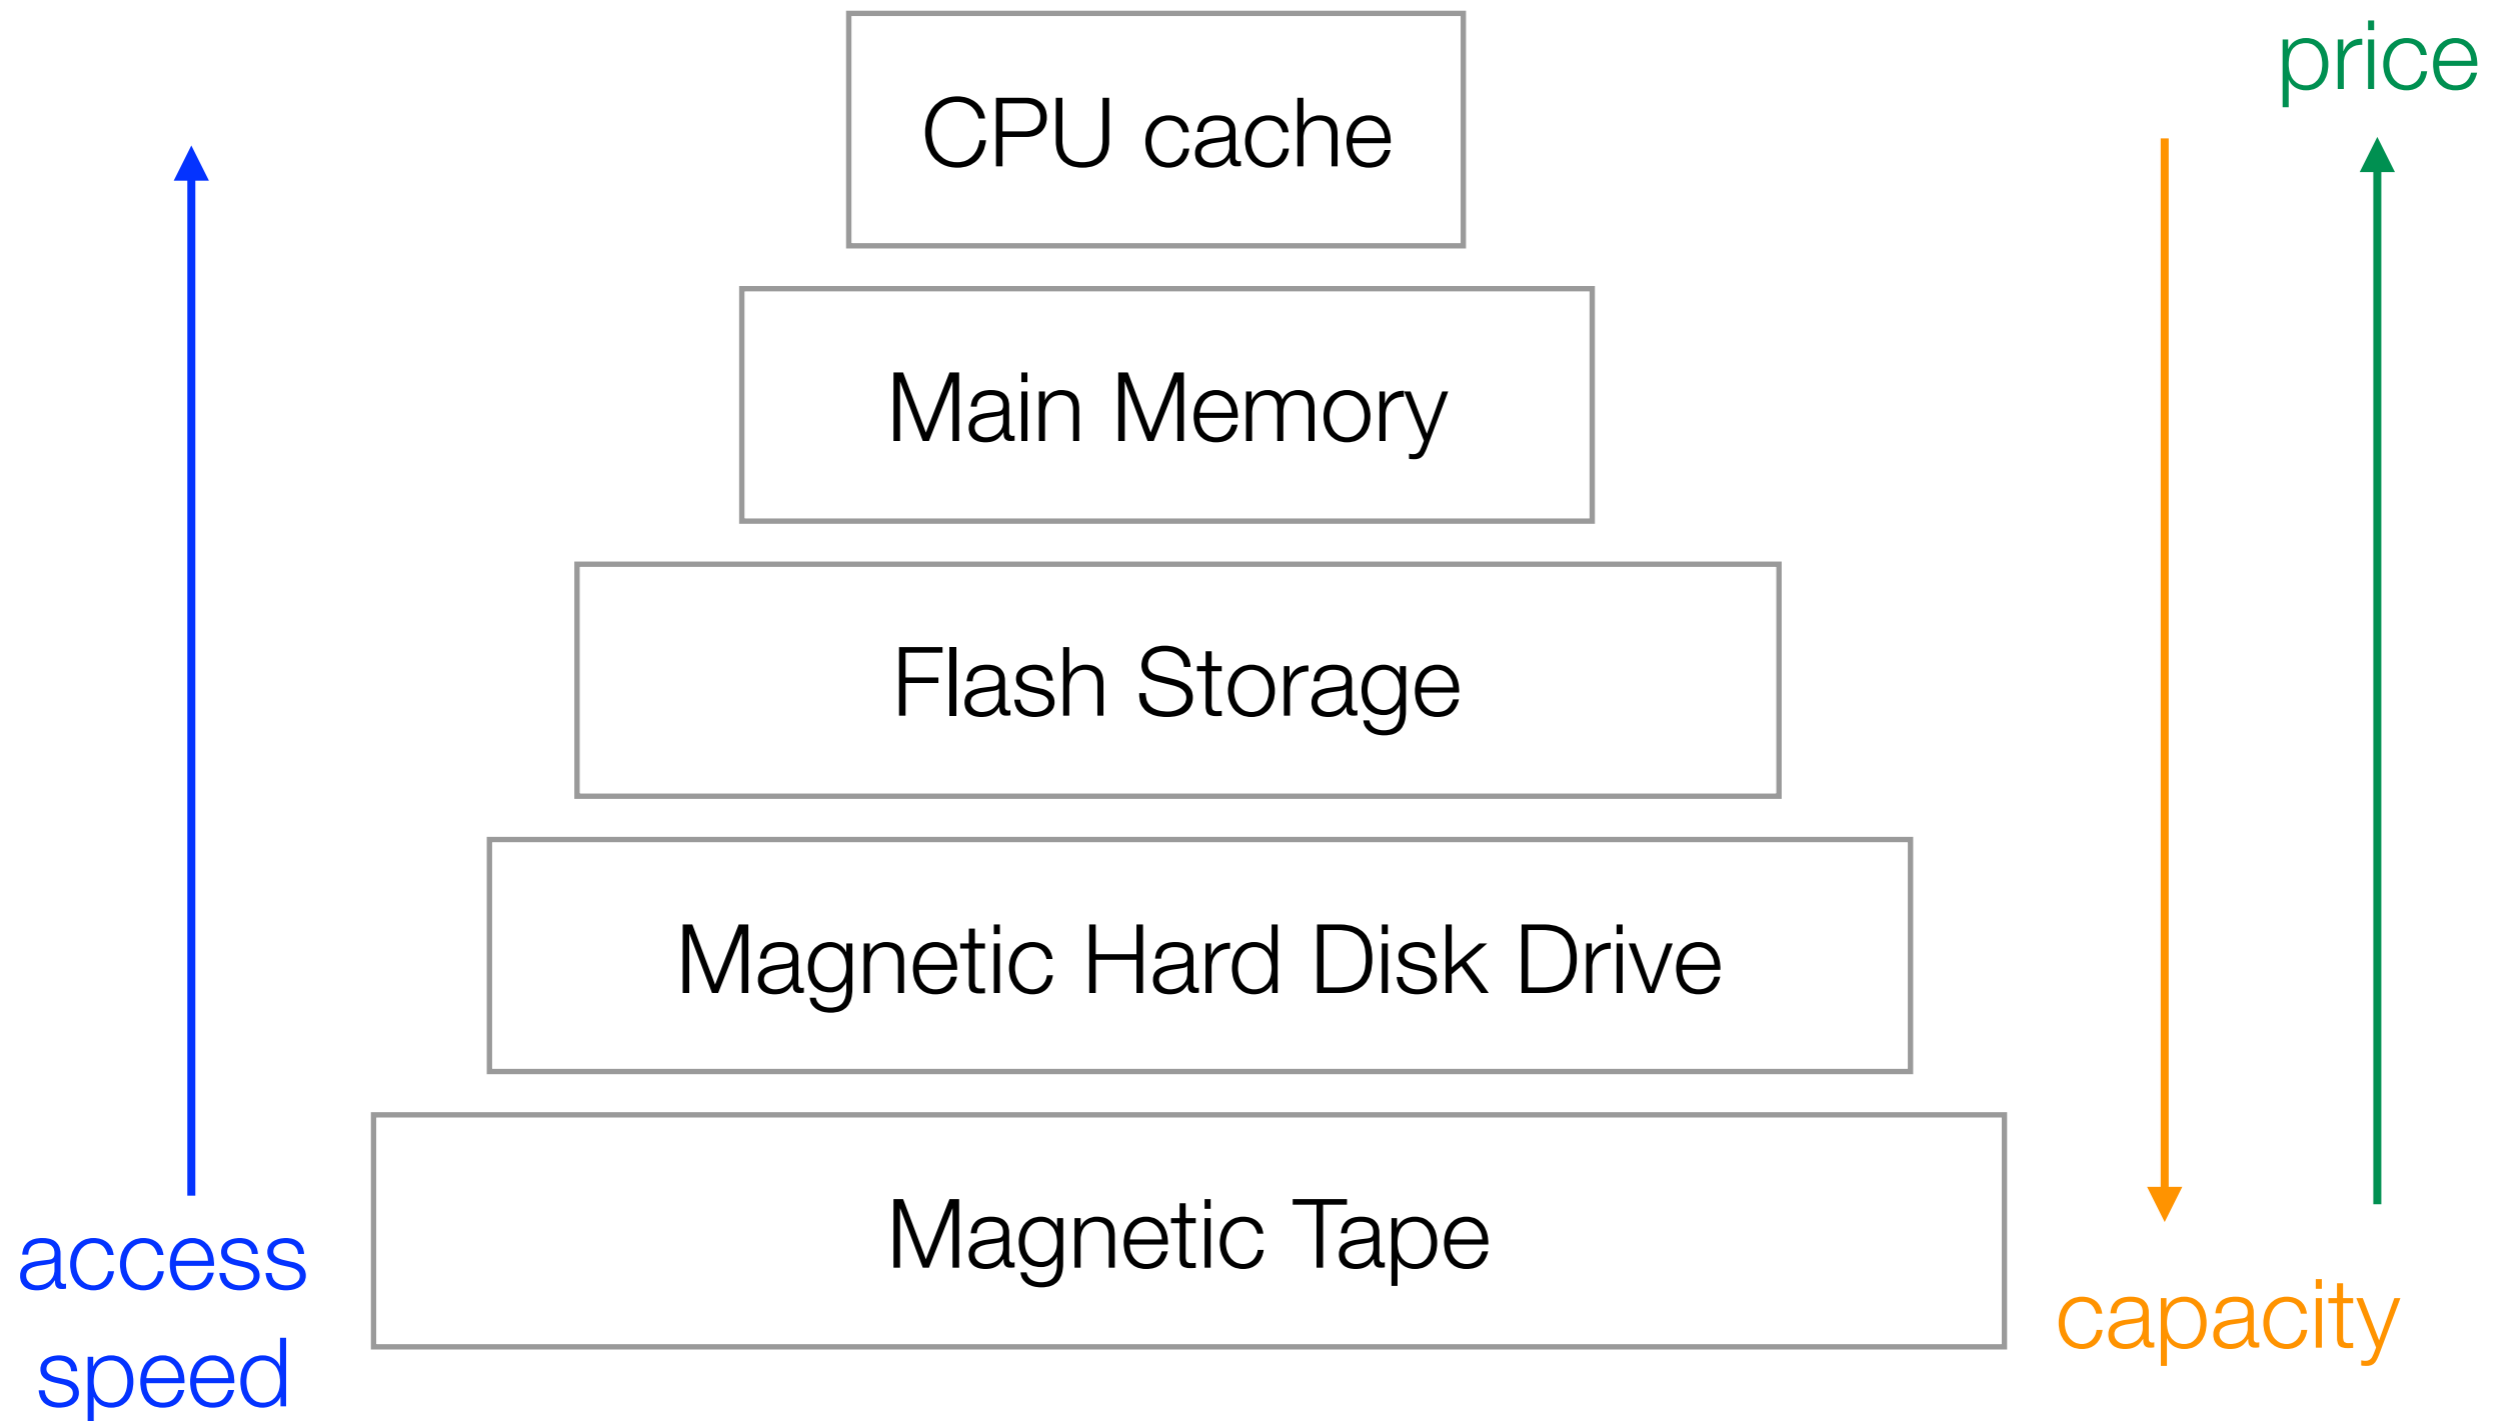 price
CPU cache
Main Memory
Flash Storage
Magnetic Hard Disk Drive
Magnetic Tape
access
speed
capacity